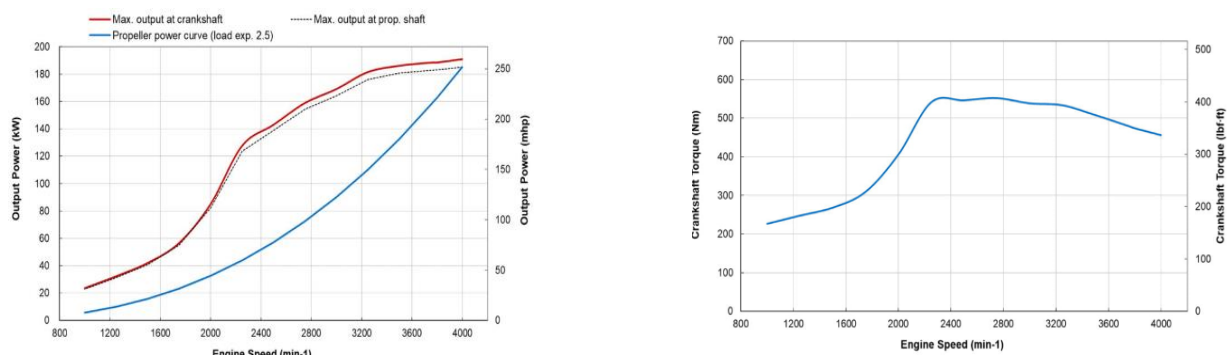 Max. output at crankshaft
Max. output at prop. shaft
Propeller power curve (load exp. 2.5)
Output Power (kW)
200
180
160
140
120
100
80
60
40
20
0
250
200
150
100
50
0
Output Power (mhp)
800 1200 1600 2000 2400 2800 3200 3600 4000
Engine Speed (min-1)
Crankshaft Torque (Nm)
700
600
500
400
300
200
100
0
500
400
300
200
100
0
Crankshaft Torque (lbf-ft)
800 1200 1600 2000 2400 2800 3200 3600 4000
Engine Speed (min-1)